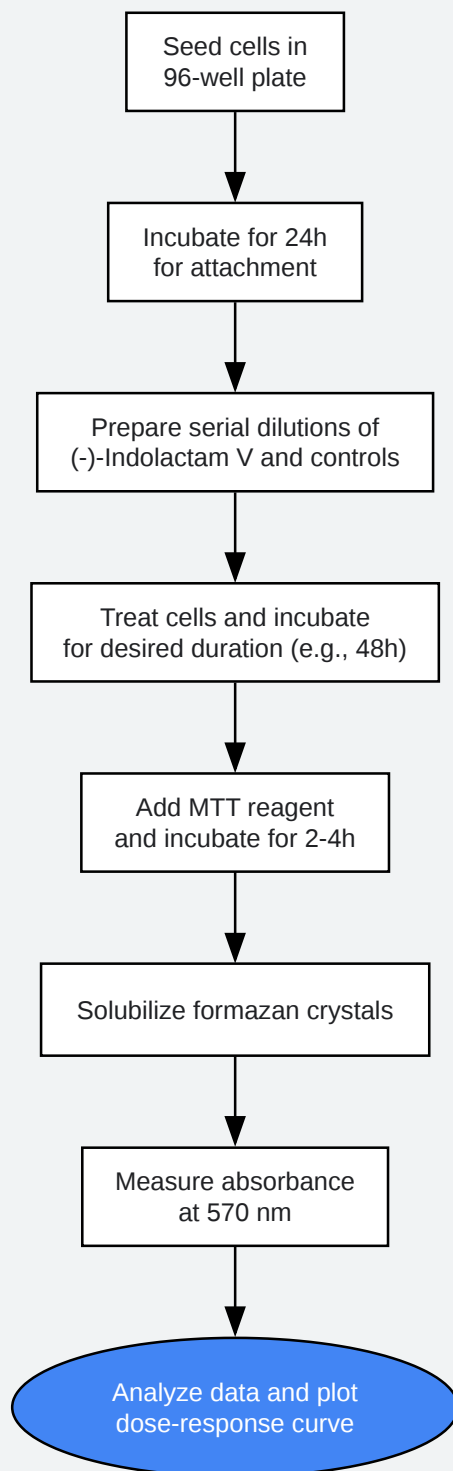 Seed cells in
96-well plate
Incubate for 24h
for attachment
Prepare serial dilutions of
(-)-Indolactam V and controls
Treat cells and incubate
for desired duration (e.g., 48h)
Add MTT reagent
and incubate for 2-4h
Solubilize formazan crystals
Measure absorbance
at 570 nm
Analyze data and plot
dose-response curve